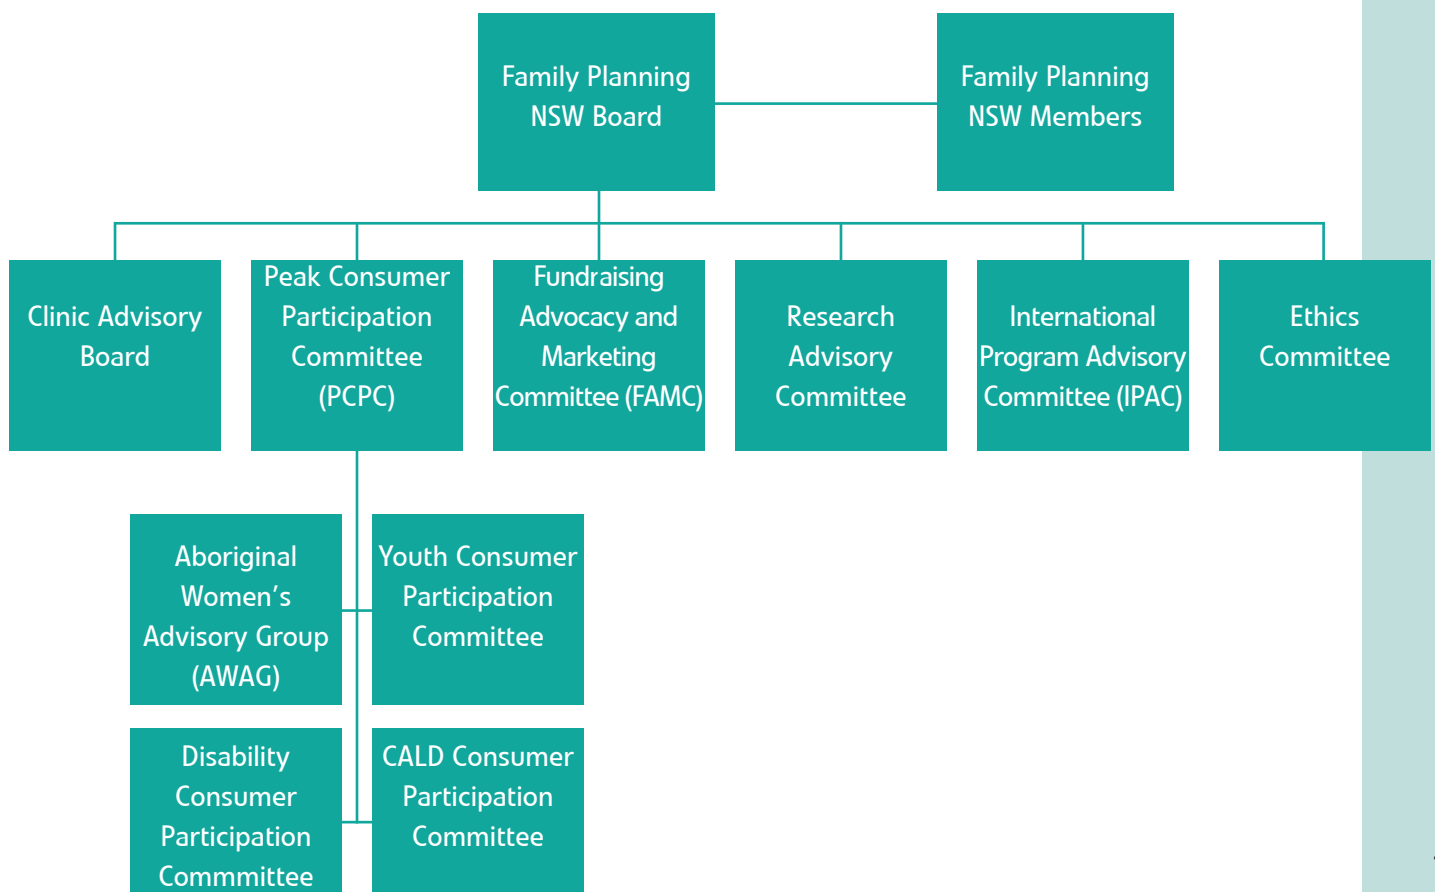 Family Planning
NSW Board
Family Planning
NSW Members
Clinic Advisory
Board
Peak Consumer
Participation
Committee
(PCPC)
Fundraising
Advocacy and
Marketing
Committee (FAMC)
Research
Advisory
Committee
International
Program Advisory
Committee (IPAC)
Ethics
Committee
Aboriginal
Women’s
Advisory Group
(AWAG)
Youth Consumer
Participation
Committee
Disability
Consumer
Participation
Commmittee
CALD Consumer
Participation
Committee